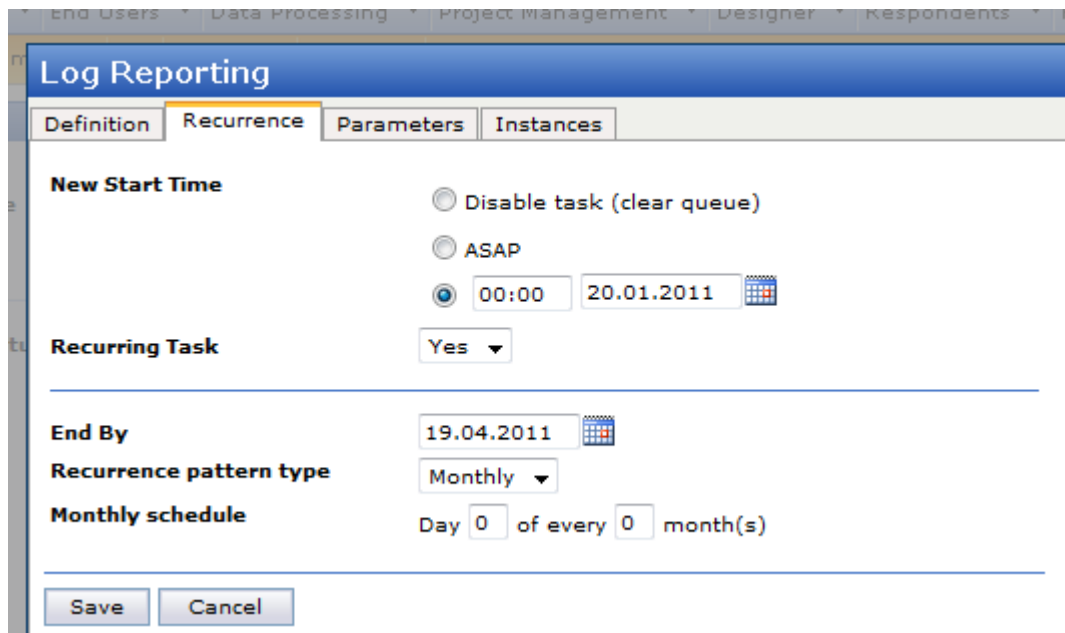 End Users Data Processing Project Management Designer Respondents
Log Reporting
Definition Recurrence Parameters Instances
New Start Time
Disable task (clear queue)
ASAP
00:00 20.01.2011
Recurring Task Yes
End By 19.04.2011
Recurrence pattern type Monthly
Monthly schedule Day 0 of every 0 month(s)
Save Cancel